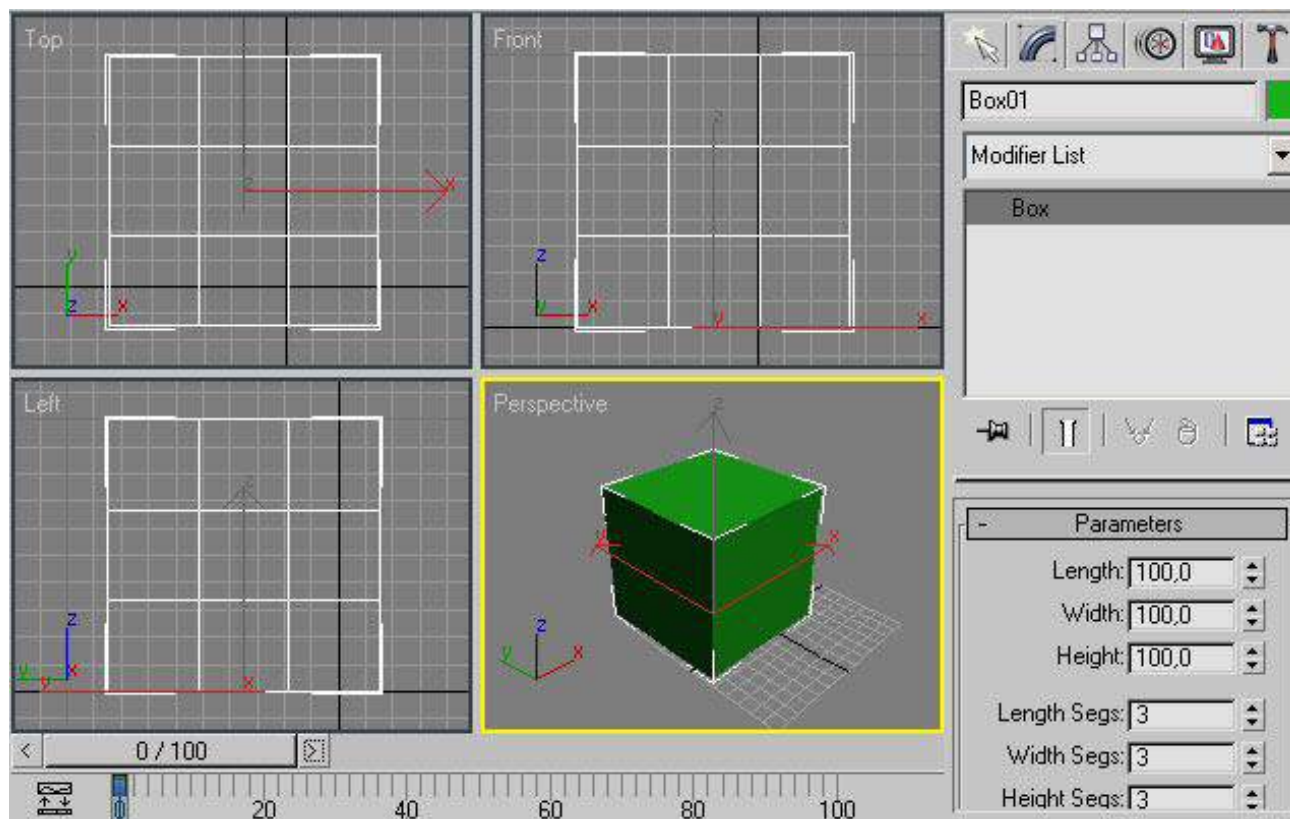 Top
Front
Box01
Modifier List
Box
z
x
y
z x
z
x
y
z
y x
Left
z
z
y x
y x
Perspective
z
y x
z
y x
- Parameters
Length: 100,0
Width: 100,0
Height: 100,0
Length Segs: 3
Width Segs: 3
Height Segs: 3
< 0 / 100 >
0 20 40 60 80 100